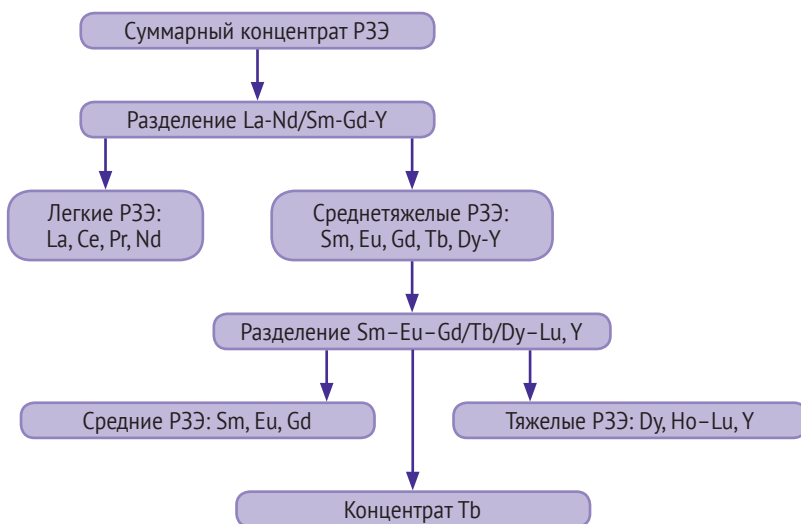 Суммарный концентрат РЗЭ
Разделение La-Nd/Sm-Gd-Y
Легкие РЗЭ:
La, Ce, Pr, Nd
Среднетяжелые РЗЭ:
Sm, Eu, Gd, Tb, Dy-Y
Разделение Sm–Eu–Gd/Tb/Dy–Lu, Y
Средние РЗЭ: Sm, Eu, Gd
Тяжелые РЗЭ: Dy, Ho–Lu, Y
Концентрат Tb